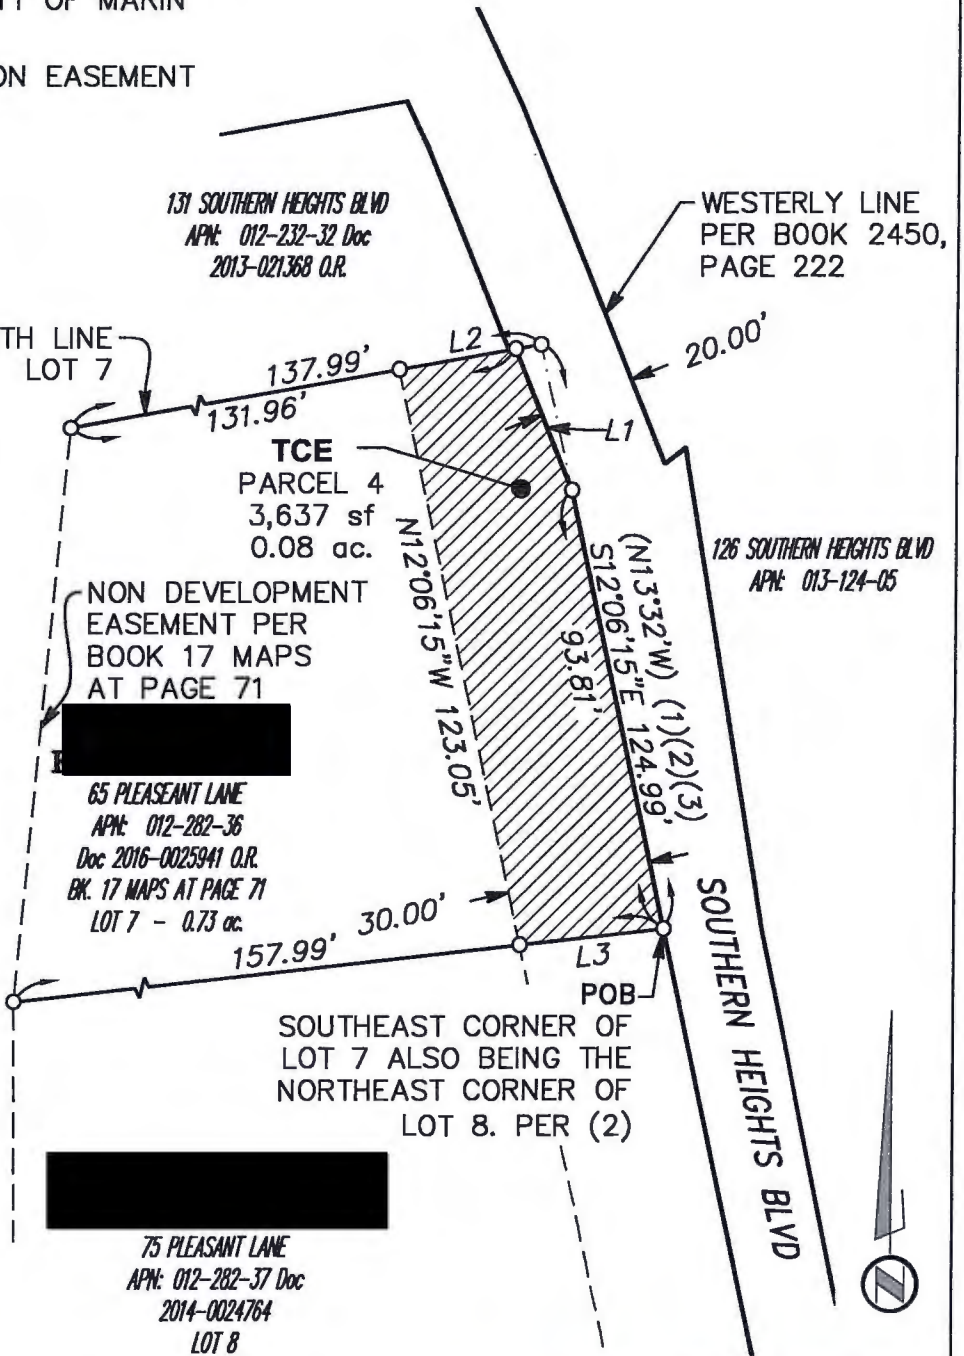 OF MARIN
ON EASEMENT
131 SOUTHERN HEIGHTS BLVD
APN: 012-232-32 Doc
2013-021368 O.R.
WESTERLY LINE
PER BOOK 2450,
PAGE 222
TH LINE
LOT 7
137.99'
131.96'
L2
20.00'
L1
TCE
PARCEL 4
3,637 sf
0.08 ac.
N12°06'15"W 123.05'
(N13°32'W) (1)(2)(3)
S12°06'15"E 124.99'
93.81'
126 SOUTHERN HEIGHTS BLVD
APN: 013-124-05
NON DEVELOPMENT
EASEMENT PER
BOOK 17 MAPS
AT PAGE 71
65 PLEASEANT LANE
APN: 012-282-36
Doc 2016-0025941 O.R.
BK. 17 MAPS AT PAGE 71
LOT 7 - 0.73 ac.
30.00'
157.99'
L3
POB
SOUTHEAST CORNER OF
LOT 7 ALSO BEING THE
NORTHEAST CORNER OF
LOT 8. PER (2)
SOUTHERN HEIGHTS BLVD
75 PLEASANT LANE
APN: 012-282-37 Doc
2014-0024764
LOT 8
N